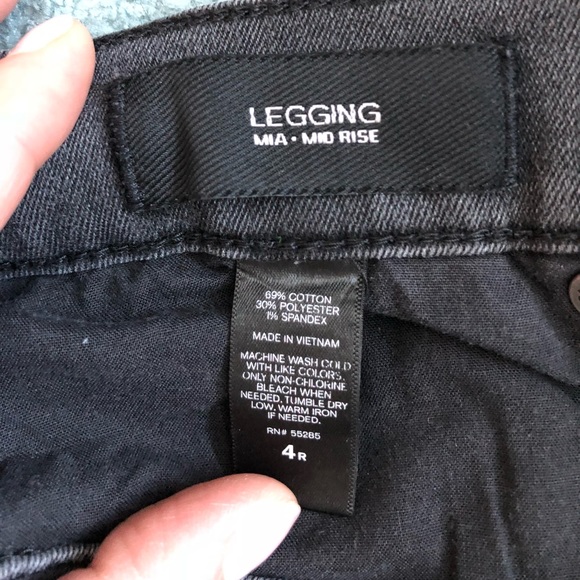 LEGGING
MIA • MID RISE
69% COTTON
30% POLYESTER
1% SPANDEX
MADE IN VIETNAM
MACHINE WASH COLD
WITH LIKE COLORS.
ONLY NON-CHLORINE
BLEACH WHEN
NEEDED. TUMBLE DRY
LOW. WARM IRON
IF NEEDED.
RN# 55285
4 R